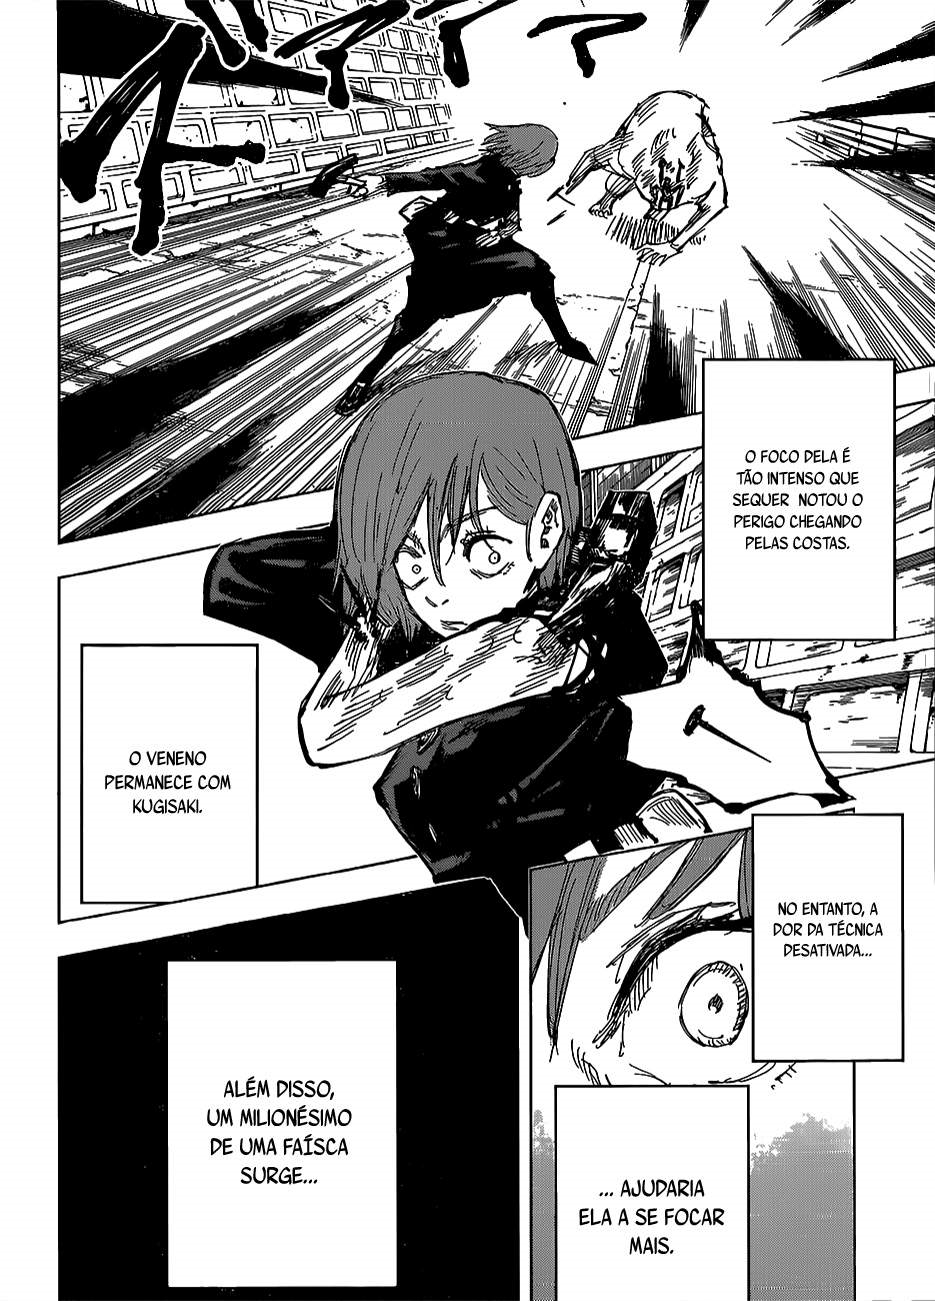 O FOCO DELA É
TÃO INTENSO QUE
SEQUER NOTOU O
PERIGO CHEGANDO
PELAS COSTAS.
O VENENO
PERMANECE COM
KUGISAKI.
NO ENTANTO, A
DOR DA TÉCNICA
DESATIVADA...
... AJUDARIA
ELA A SE FOCAR
MAIS.
ALÉM DISSO,
UM MILIONÉSIMO
DE UMA FAÍSCA
SURGE...